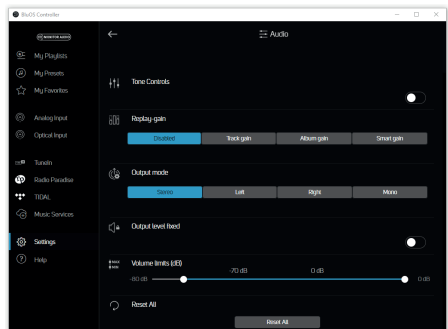 BluOS Controller
MONITOR AUDIO
Audio
My Playlists
My Presets
My Favorites
Analog Input
Optical Input
TuneIn
Radio Paradise
TIDAL
Music Services
Settings
Help
Tone Controls
Replay-gain
Disabled Track gain Album gain Smart gain
Output mode
Stereo Left Right Mono
Output level fixed
Volume limits (dB)
-80 dB -70 dB 0 dB 0 dB
Reset All
Reset All